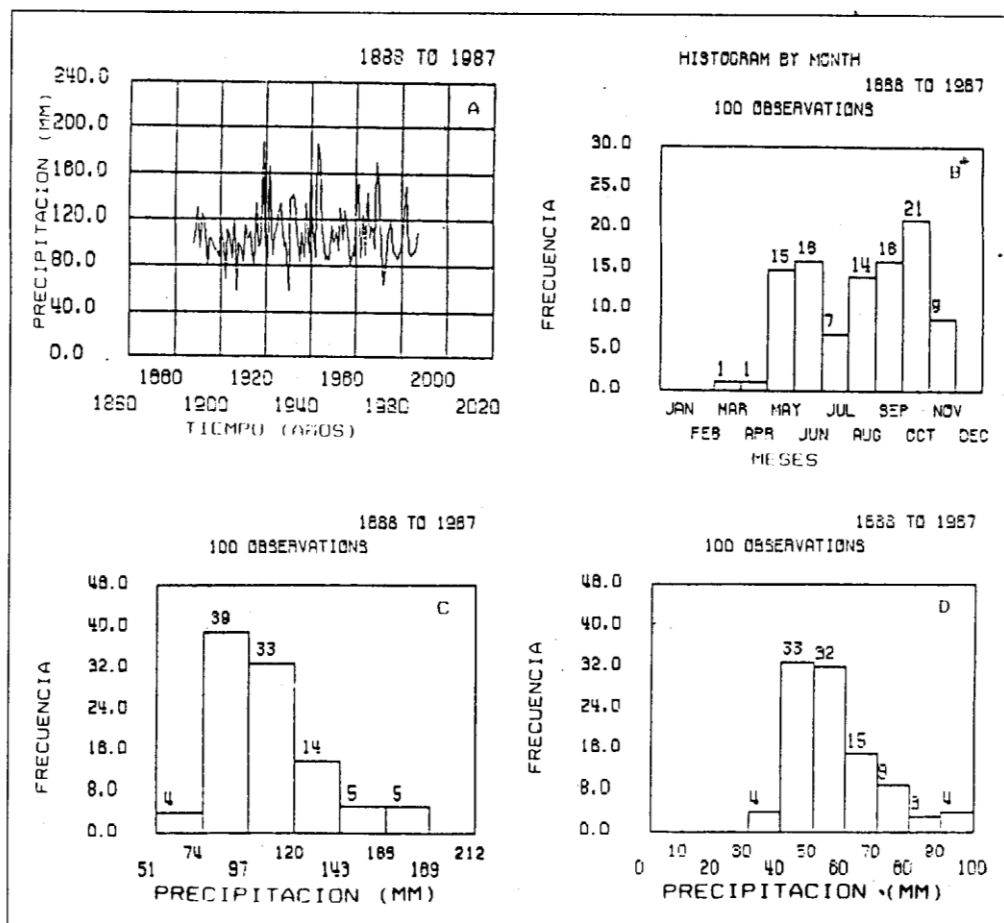 1888 TO 1987
240.0
200.0
160.0
120.0
80.0
40.0
0.0
PRECIPITACION (MM)
A
1880 1920 1960 2000
1860 1900 1940 1980 2020
TIEMPO (AÑOS)
HISTOGRAM BY MONTH
1888 TO 1987
100 OBSERVATIONS
30.0
25.0
20.0
15.0
10.0
5.0
0.0
FRECUENCIA
B*
1 1 15 16 7 14 16 21 9
JAN MAR MAY JUL SEP NOV
FEB APR JUN AUG OCT DEC
MESES
1888 TO 1987
100 OBSERVATIONS
48.0
40.0
32.0
24.0
16.0
8.0
0.0
FRECUENCIA
C
4 39 33 14 5 5
74 120 166 212
51 97 143 189
PRECIPITACION (MM)
1888 TO 1987
100 OBSERVATIONS
48.0
40.0
32.0
24.0
16.0
8.0
0.0
FRECUENCIA
D
4 33 32 15 9 3 4
10 30 50 70 90
0 20 40 60 80 100
PRECIPITACION (MM)